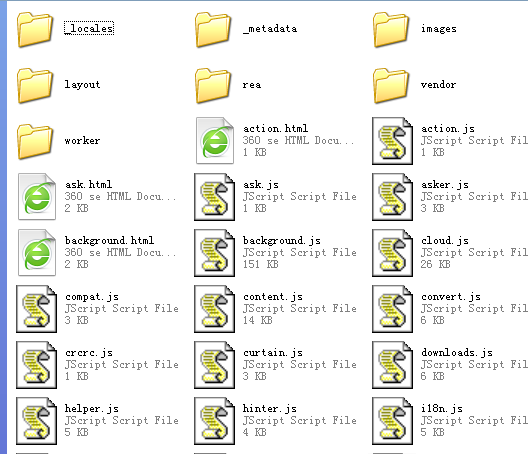 _locales
_metadata
images
layout
rea
vendor
worker
action.html
360 se HTML Docu...
1 KB
action.js
JScript Script File
1 KB
ask.html
360 se HTML Docu...
2 KB
ask.js
JScript Script File
1 KB
asker.js
JScript Script File
3 KB
background.html
360 se HTML Docu...
2 KB
background.js
JScript Script File
151 KB
cloud.js
JScript Script File
26 KB
compat.js
JScript Script File
3 KB
content.js
JScript Script File
14 KB
convert.js
JScript Script File
6 KB
crcrc.js
JScript Script File
1 KB
curtain.js
JScript Script File
3 KB
downloads.js
JScript Script File
6 KB
helper.js
JScript Script File
5 KB
hinter.js
JScript Script File
4 KB
i18n.js
JScript Script File
5 KB